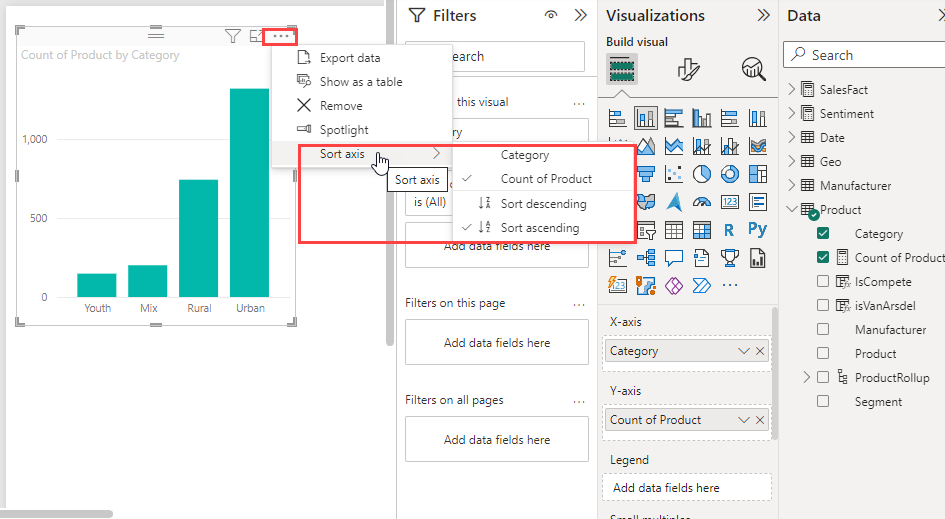 Count of Product by Category
1,000
500
0
Youth
Mix
Rural
Urban
Export data
Show as a table
Remove
Spotlight
Sort axis
Sort axis
Category
Count of Product
Sort descending
Sort ascending
Filters
earch
this visual
ry
is (All)
Add data fields here
Filters on this page
Add data fields here
Filters on all pages
Add data fields here
Visualizations
Build visual
123
R
Py
123
X-axis
Category
Y-axis
Count of Product
Legend
Add data fields here
Small multiples
Data
Search
SalesFact
Sentiment
Date
Geo
Manufacturer
Product
Category
Count of Product
IsCompete
isVanArsdel
Manufacturer
Product
ProductRollup
Segment